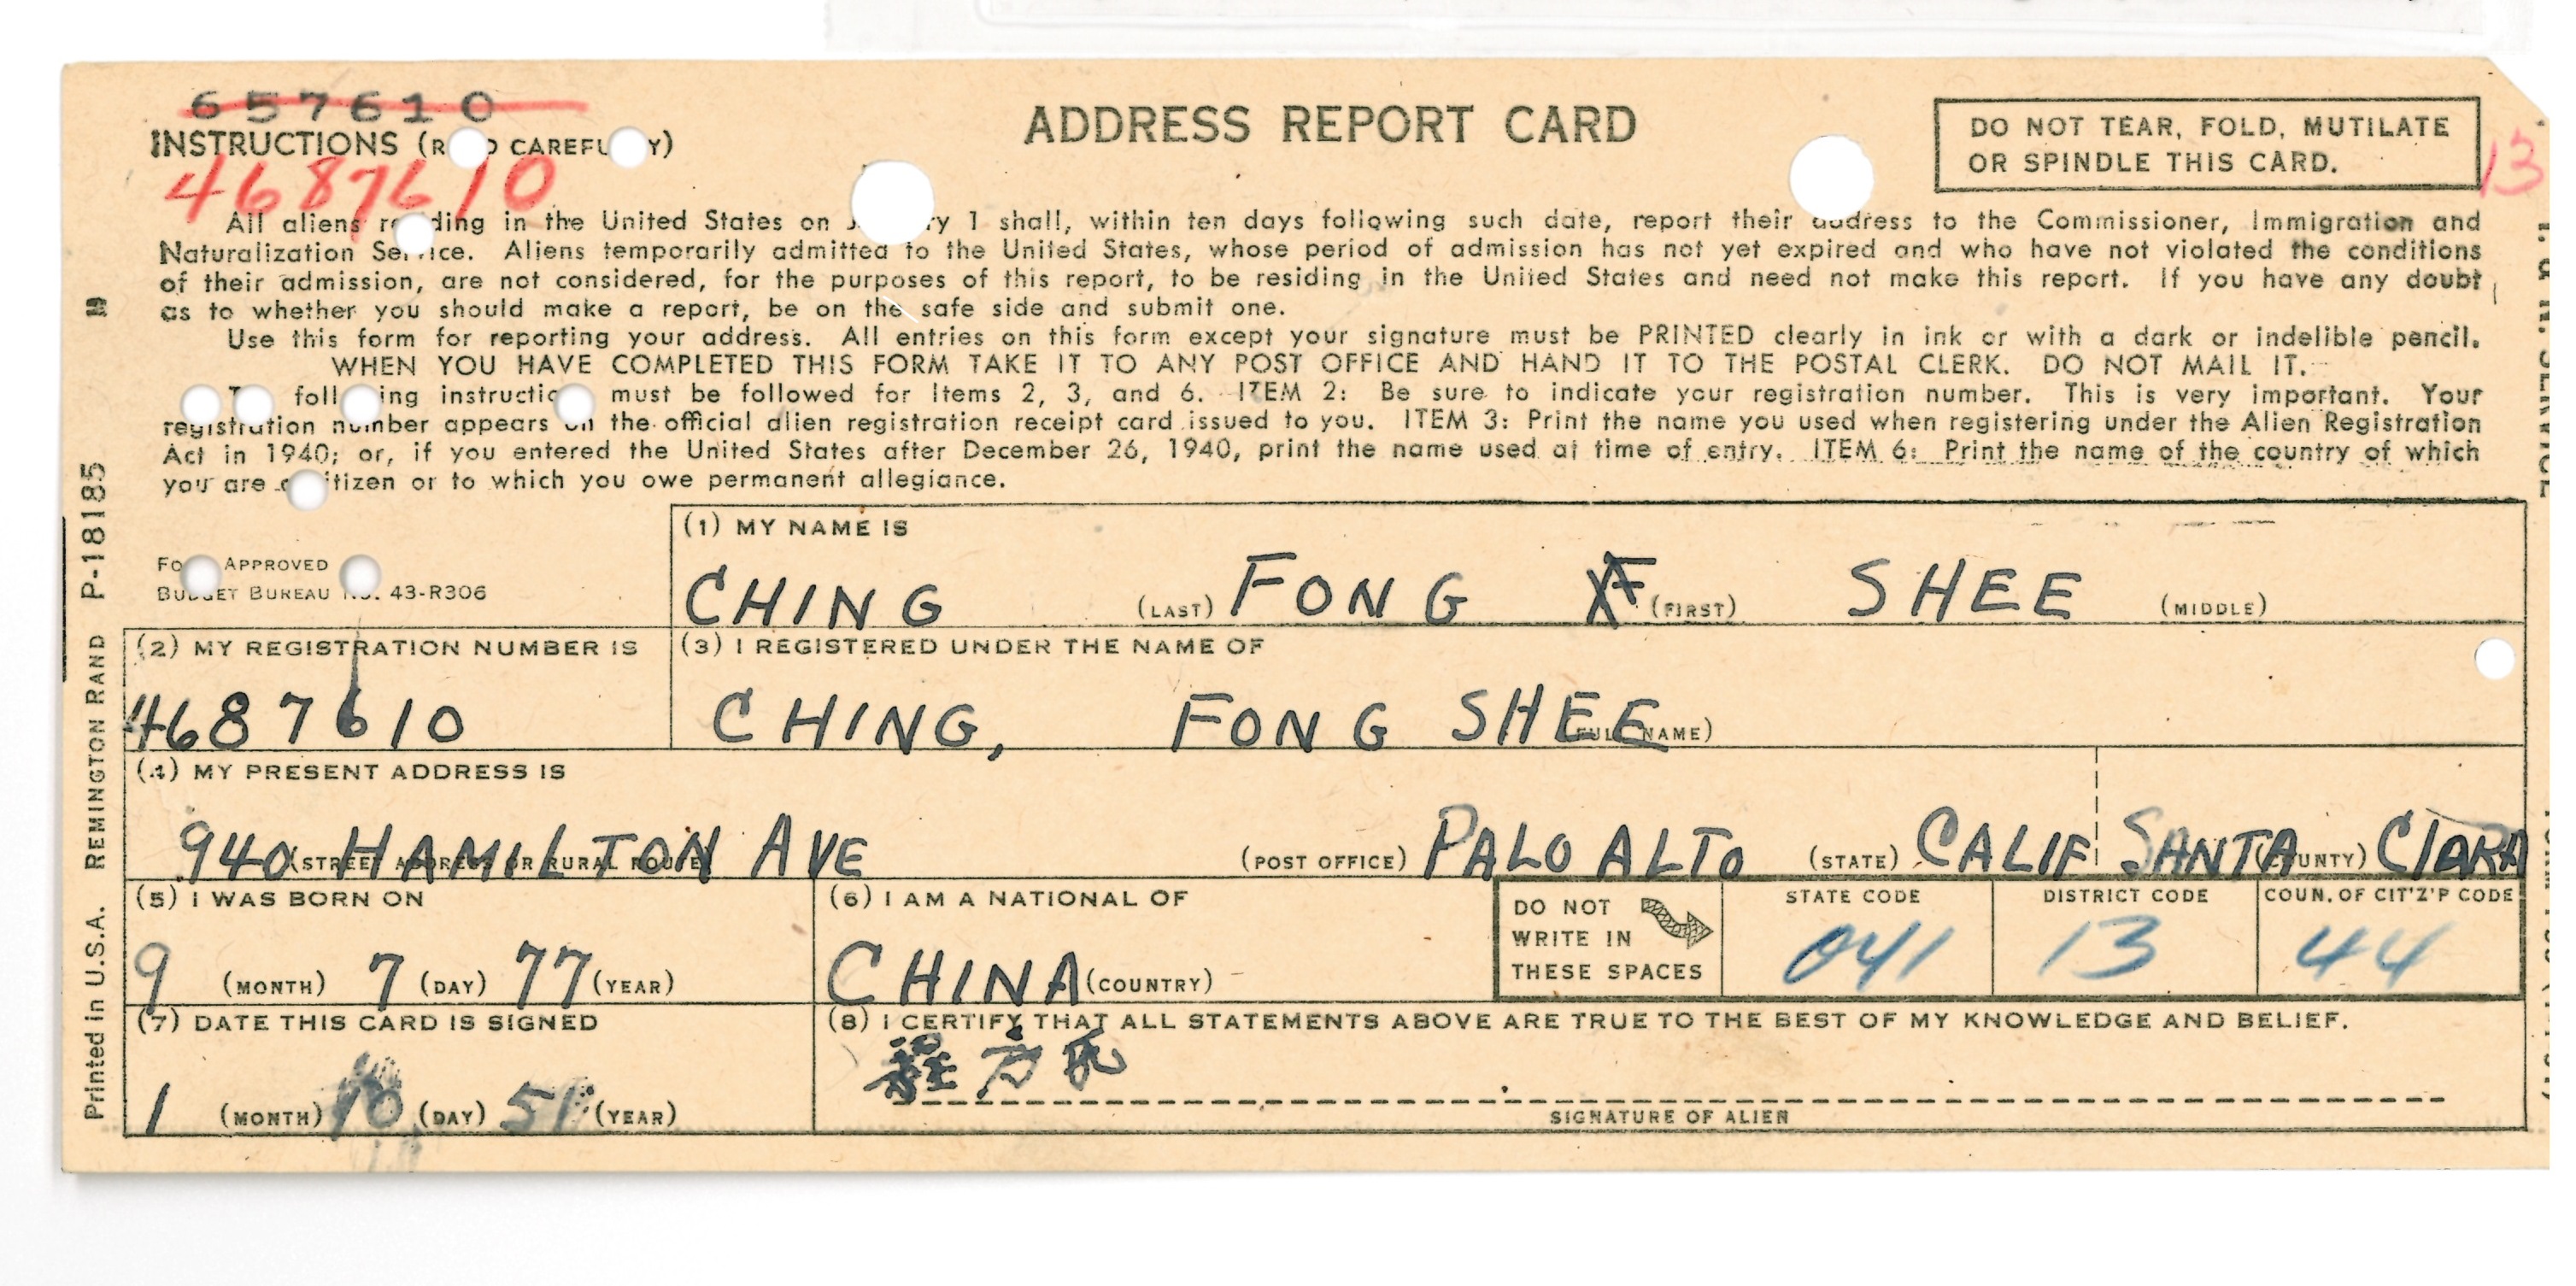 657610
ADDRESS REPORT CARD
DO NOT TEAR, FOLD, MUTILATE
OR SPINDLE THIS CARD.
13
INSTRUCTIONS (R D CAREFU Y)
4687610
All aliens re ding in the United States on J ry 1 shall, within ten days following such date, report their address to the Commissioner, Immigration and
Naturalization Service. Aliens temporarily admitted to the United States, whose period of admission has not yet expired and who have not violated the conditions
of their admission, are not considered, for the purposes of this report, to be residing in the United States and need not make this report. If you have any doubt
as to whether you should make a report, be on the safe side and submit one.
Use this form for reporting your address. All entries on this form except your signature must be PRINTED clearly in ink or with a dark or indelible pencil.
WHEN YOU HAVE COMPLETED THIS FORM TAKE IT TO ANY POST OFFICE AND HAND IT TO THE POSTAL CLERK. DO NOT MAIL IT.
T foll ing instructio must be followed for Items 2, 3, and 6. ITEM 2: Be sure to indicate your registration number. This is very important. Your
registration number appears on the official alien registration receipt card issued to you. ITEM 3: Print the name you used when registering under the Alien Registration
Act in 1940; or, if you entered the United States after December 26, 1940, print the name used at time of entry. ITEM 6: Print the name of the country of which
you are a citizen or to which you owe permanent allegiance.
FO APPROVED
BUDGET BUREAU NO. 43-R306
(1) MY NAME IS
CHING (LAST) FONG (FIRST) SHEE (MIDDLE)
(2) MY REGISTRATION NUMBER IS
4687610
(3) I REGISTERED UNDER THE NAME OF
CHING, FONG SHEE (FULL NAME)
(4) MY PRESENT ADDRESS IS
940 HAMILTON AVE (STREET ADDRESS OR RURAL ROUTE) (POST OFFICE) PALO ALTO (STATE) CALIF SANTA CLARA (COUNTY)
(5) I WAS BORN ON
9 (MONTH) 7 (DAY) 77 (YEAR)
(6) I AM A NATIONAL OF
CHINA (COUNTRY)
DO NOT
WRITE IN
THESE SPACES
STATE CODE
041
DISTRICT CODE
13
COUN. OF CIT'Z'P CODE
44
(7) DATE THIS CARD IS SIGNED
1 (MONTH) 10 (DAY) 51 (YEAR)
(8) I CERTIFY THAT ALL STATEMENTS ABOVE ARE TRUE TO THE BEST OF MY KNOWLEDGE AND BELIEF.
程方氏
SIGNATURE OF ALIEN
Printed in U.S.A. REMINGTON RAND P-18185